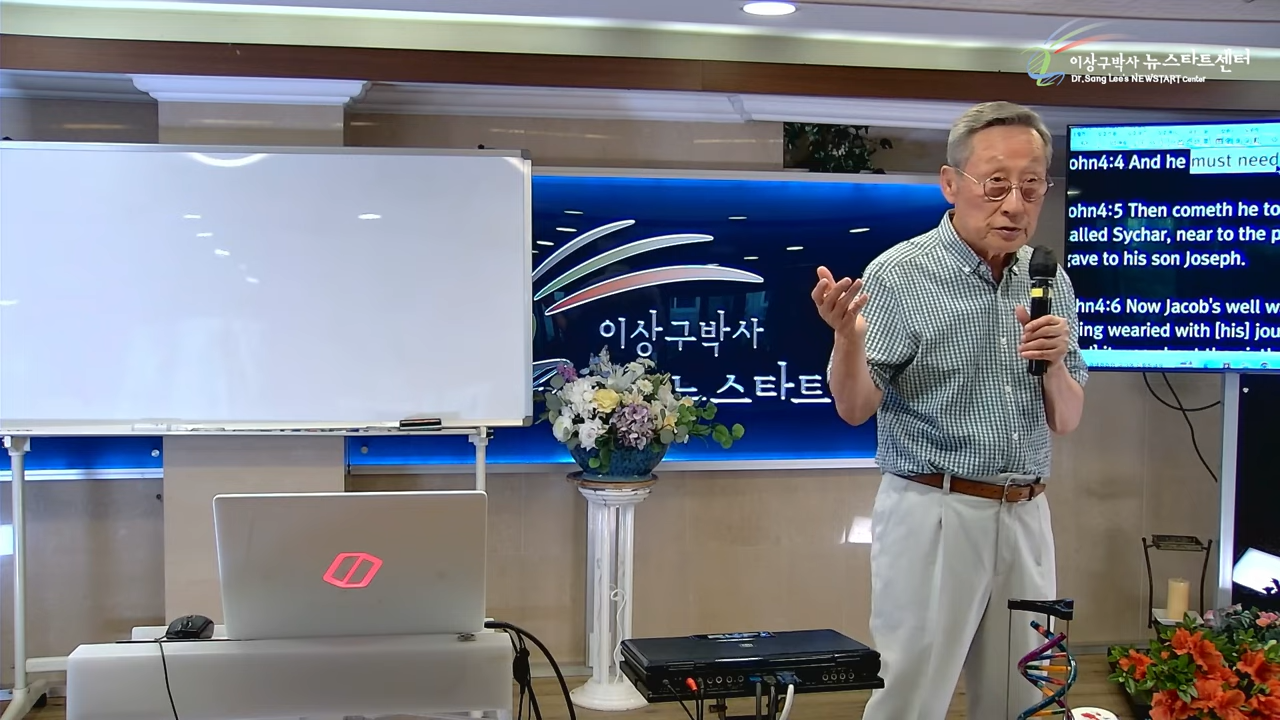 이상구박사 뉴스타트센터
Dr. Sang Lee's NEWSTART Center
ohn4:4 And he must need
ohn4:5 Then cometh he to
alled Sychar, near to the p
gave to his son Joseph.
hn4:6 Now Jacob's well w
ing wearied with [his] jou
이상구박사
뉴스타트